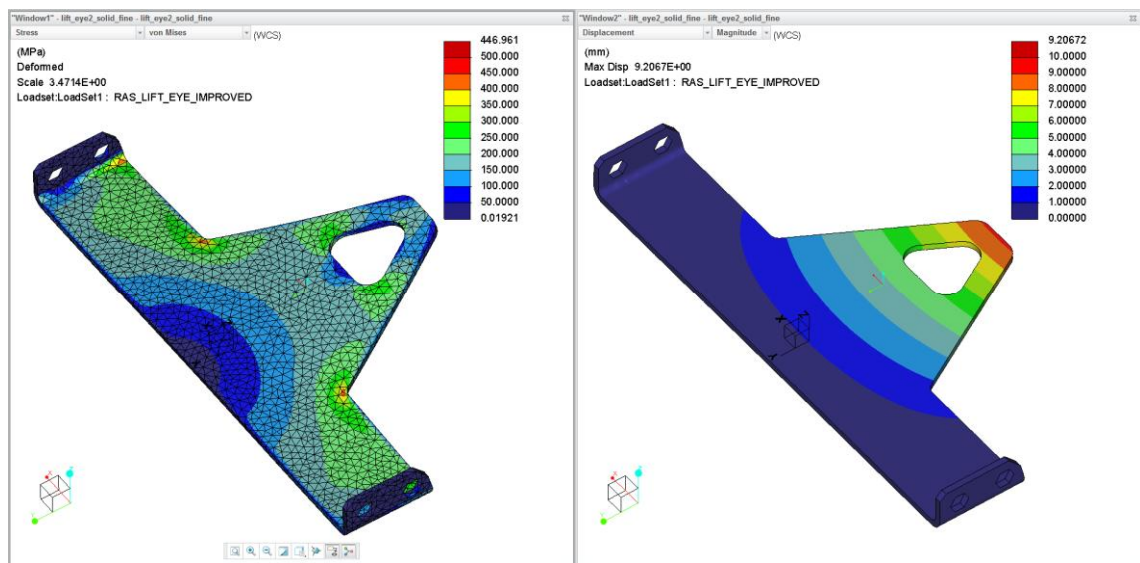 "Window1" - lift_eye2_solid_fine - lift_eye2_solid_fine
Stress von Mises (WCS)
(MPa)
Deformed
Scale 3.4714E+00
Loadset:LoadSet1 : RAS_LIFT_EYE_IMPROVED
446.961
500.000
450.000
400.000
350.000
300.000
250.000
200.000
150.000
100.000
50.000
0.01921
X
Z
Y
"Window2" - lift_eye2_solid_fine - lift_eye2_solid_fine
Displacement Magnitude (WCS)
(mm)
Max Disp 9.2067E+00
Loadset:LoadSet1 : RAS_LIFT_EYE_IMPROVED
9.20672
10.0000
9.00000
8.00000
7.00000
6.00000
5.00000
4.00000
3.00000
2.00000
1.00000
0.00000
X
Z
Y